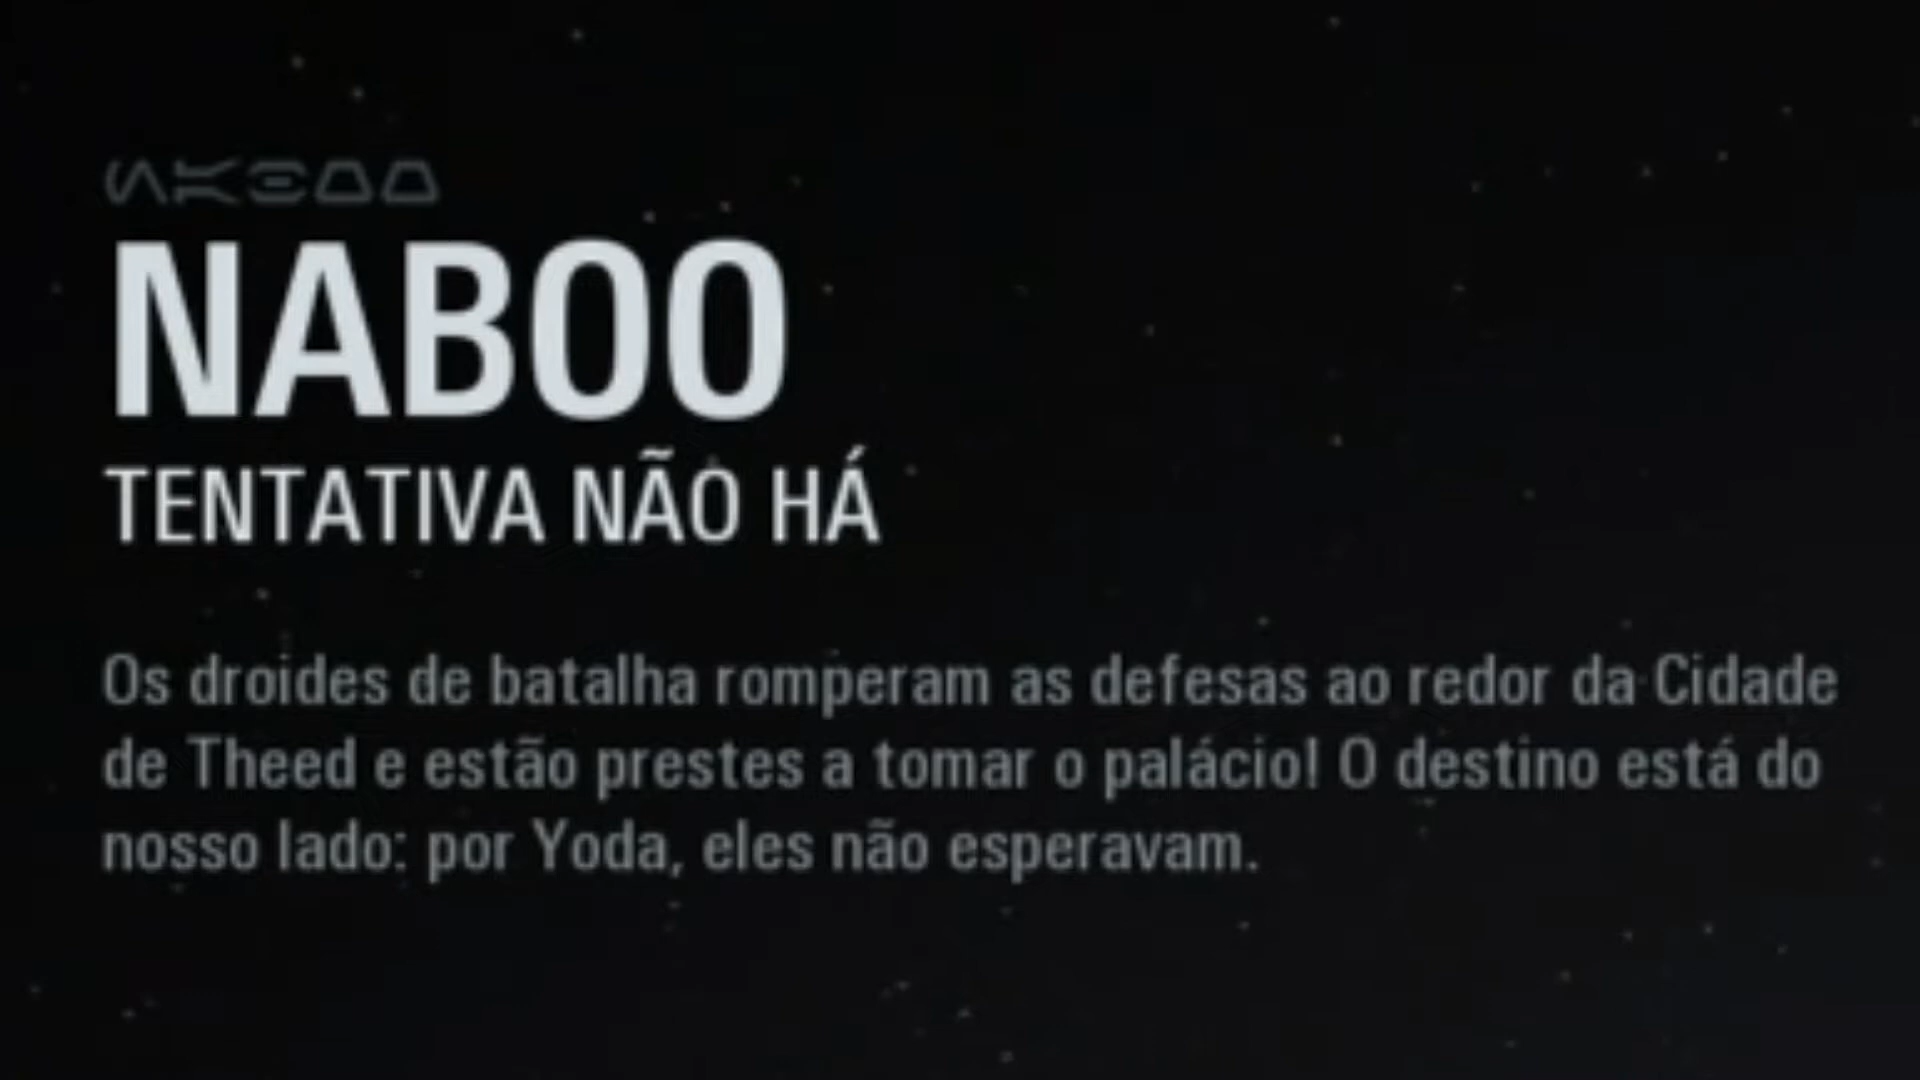 NABOO
TENTATIVA NÃO HÁ
Os droides de batalha romperam as defesas ao redor da Cidade
de Theed e estão prestes a tomar o palácio! O destino está do
nosso lado: por Yoda, eles não esperavam.